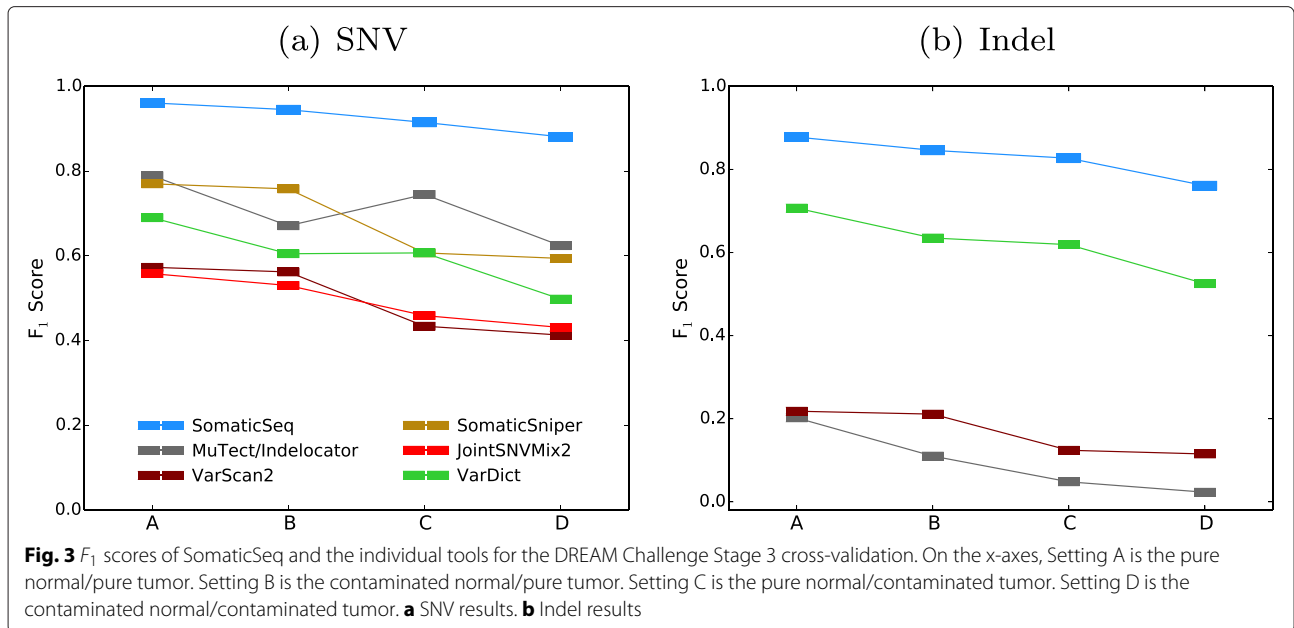 (a) SNV
1.0
0.8
0.6
0.4
0.2
0.0
F₁ Score
SomaticSeq
MuTect/Indelocator
VarScan2
SomaticSniper
JointSNVMix2
VarDict
A B C D
(b) Indel
1.0
0.8
0.6
0.4
0.2
0.0
F₁ Score
A B C D
Fig. 3 F₁ scores of SomaticSeq and the individual tools for the DREAM Challenge Stage 3 cross-validation. On the x-axes, Setting A is the pure
normal/pure tumor. Setting B is the contaminated normal/pure tumor. Setting C is the pure normal/contaminated tumor. Setting D is the
contaminated normal/contaminated tumor. a SNV results. b Indel results